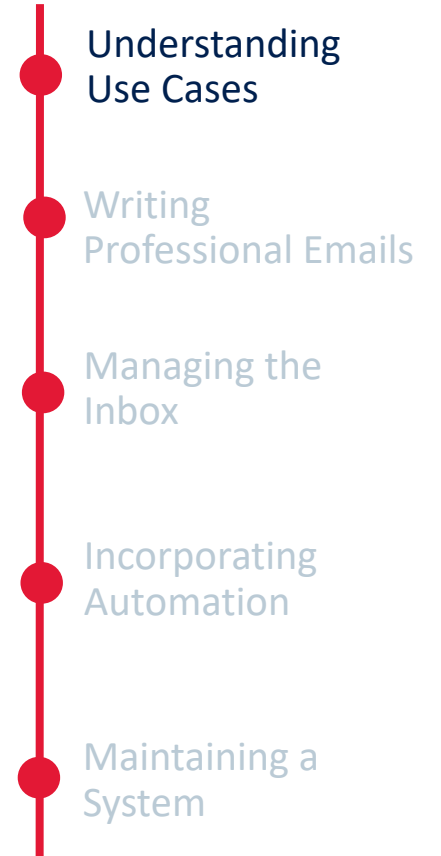 Understanding
Use Cases
Writing
Professional Emails
Managing the
Inbox
Incorporating
Automation
Maintaining a
System